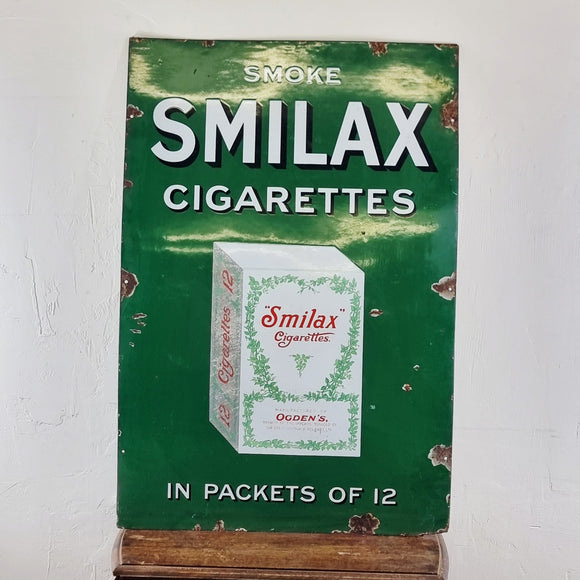 SMOKE
SMILAX
CIGARETTES
12 Cigarettes 12
"Smilax"
Cigarettes.
OGDEN'S.
IN PACKETS OF 12